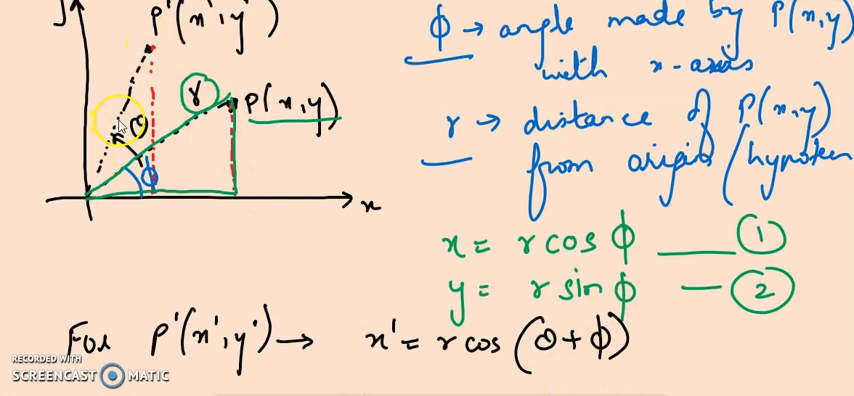 y
P'(x',y')
r
P(x,y)
r
ϕ
x
ϕ → angle made by P(x,y)
with x-axis
r → distance of P(x,y)
from origin/hypoten
x = r cos ϕ — ①
y = r sin ϕ — ②
For P'(x',y') → x' = r cos (θ+ϕ)
RECORDED WITH
SCREENCAST MATIC